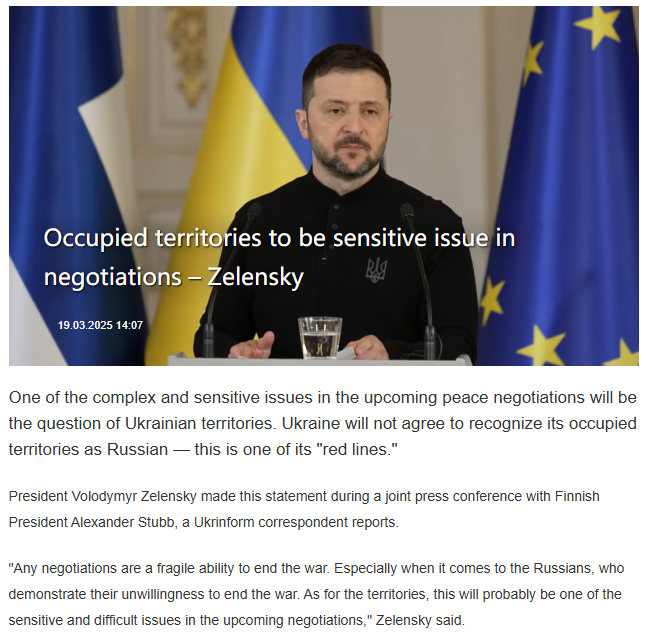 Occupied territories to be sensitive issue in
negotiations – Zelensky
19.03.2025 14:07
One of the complex and sensitive issues in the upcoming peace negotiations will be
the question of Ukrainian territories. Ukraine will not agree to recognize its occupied
territories as Russian — this is one of its "red lines."
President Volodymyr Zelensky made this statement during a joint press conference with Finnish
President Alexander Stubb, a Ukrinform correspondent reports.
"Any negotiations are a fragile ability to end the war. Especially when it comes to the Russians, who
demonstrate their unwillingness to end the war. As for the territories, this will probably be one of the
sensitive and difficult issues in the upcoming negotiations," Zelensky said.